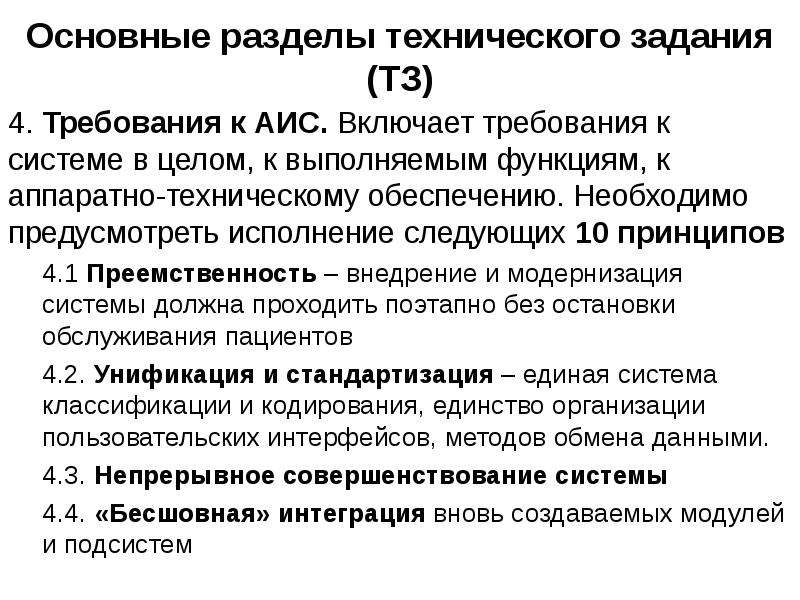 Основные разделы технического задания
(ТЗ)
4. Требования к АИС. Включает требования к
системе в целом, к выполняемым функциям, к
аппаратно-техническому обеспечению. Необходимо
предусмотреть исполнение следующих 10 принципов
4.1 Преемственность – внедрение и модернизация
системы должна проходить поэтапно без остановки
обслуживания пациентов
4.2. Унификация и стандартизация – единая система
классификации и кодирования, единство организации
пользовательских интерфейсов, методов обмена данными.
4.3. Непрерывное совершенствование системы
4.4. «Бесшовная» интеграция вновь создаваемых модулей
и подсистем